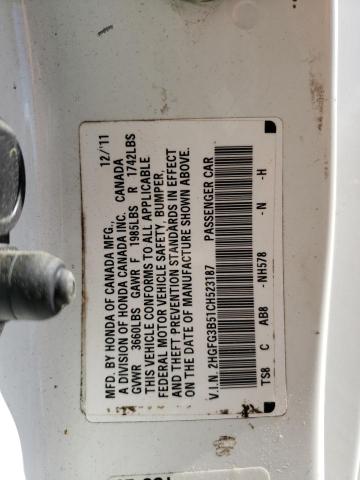 MFD. BY HONDA OF CANADA MFG., 12/'11
A DIVISION OF HONDA CANADA INC. CANADA
GVWR 3660LBS GAWR F 1985LBS R 1742LBS
THIS VEHICLE CONFORMS TO ALL APPLICABLE
FEDERAL MOTOR VEHICLE SAFETY, BUMPER,
AND THEFT PREVENTION STANDARDS IN EFFECT
ON THE DATE OF MANUFACTURE SHOWN ABOVE.
V.I.N. 2HGFG3B51CH523187 PASSENGER CAR
TS8 C AB8 -NH578 -N -H